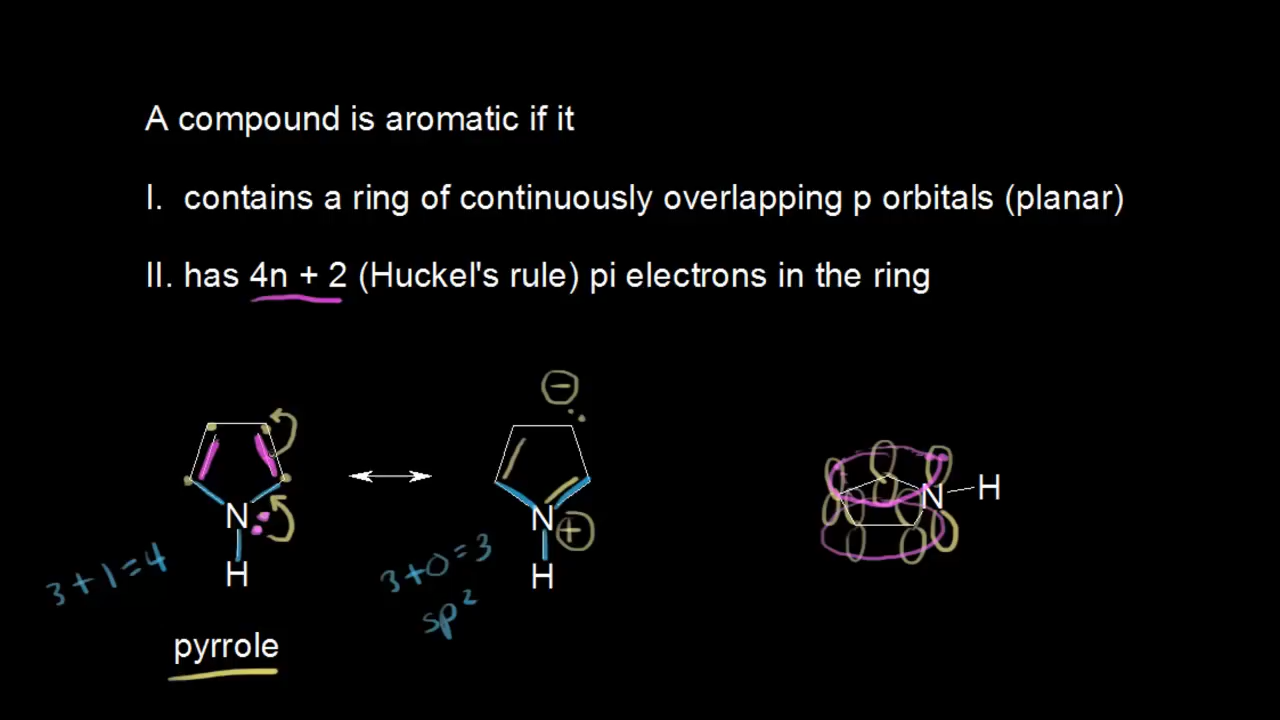 A compound is aromatic if it
I. contains a ring of continuously overlapping p orbitals (planar)
II. has 4n + 2 (Huckel's rule) pi electrons in the ring
−
N
H
N
+
H
N
H
3+1=4
3+0=3
sp²
pyrrole